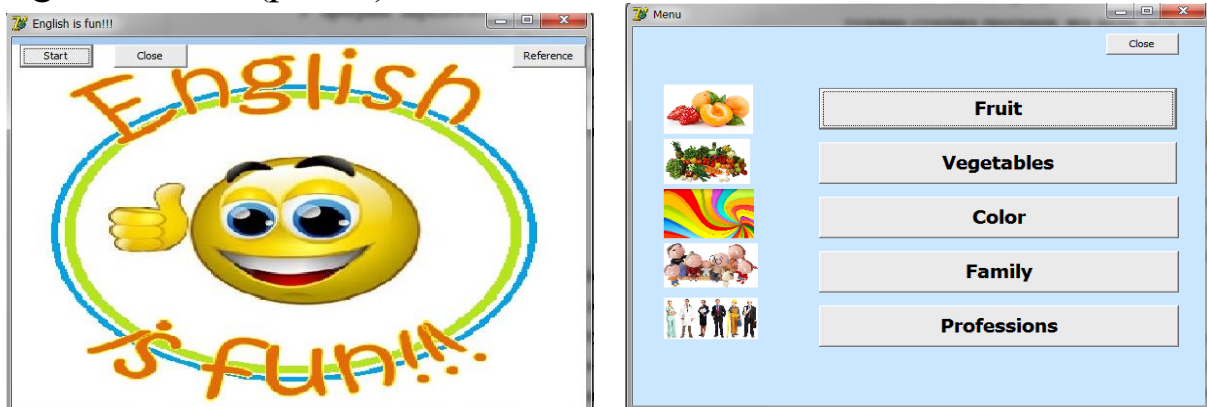 English is fun!!!
Start
Close
Reference
English
is fun!!!
Menu
Close
Fruit
Vegetables
Color
Family
Professions